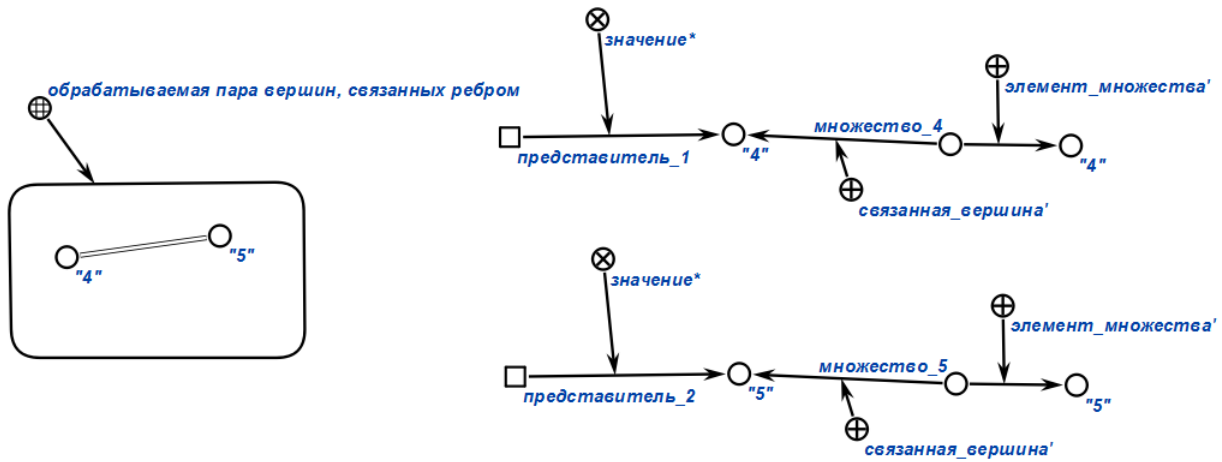 обрабатываемая пара вершин, связанных ребром
"4"
"5"
значение*
представитель_1
"4"
множество_4
связанная_вершина'
элемент_множества'
"4"
значение*
представитель_2
"5"
множество_5
связанная_вершина'
элемент_множества'
"5"